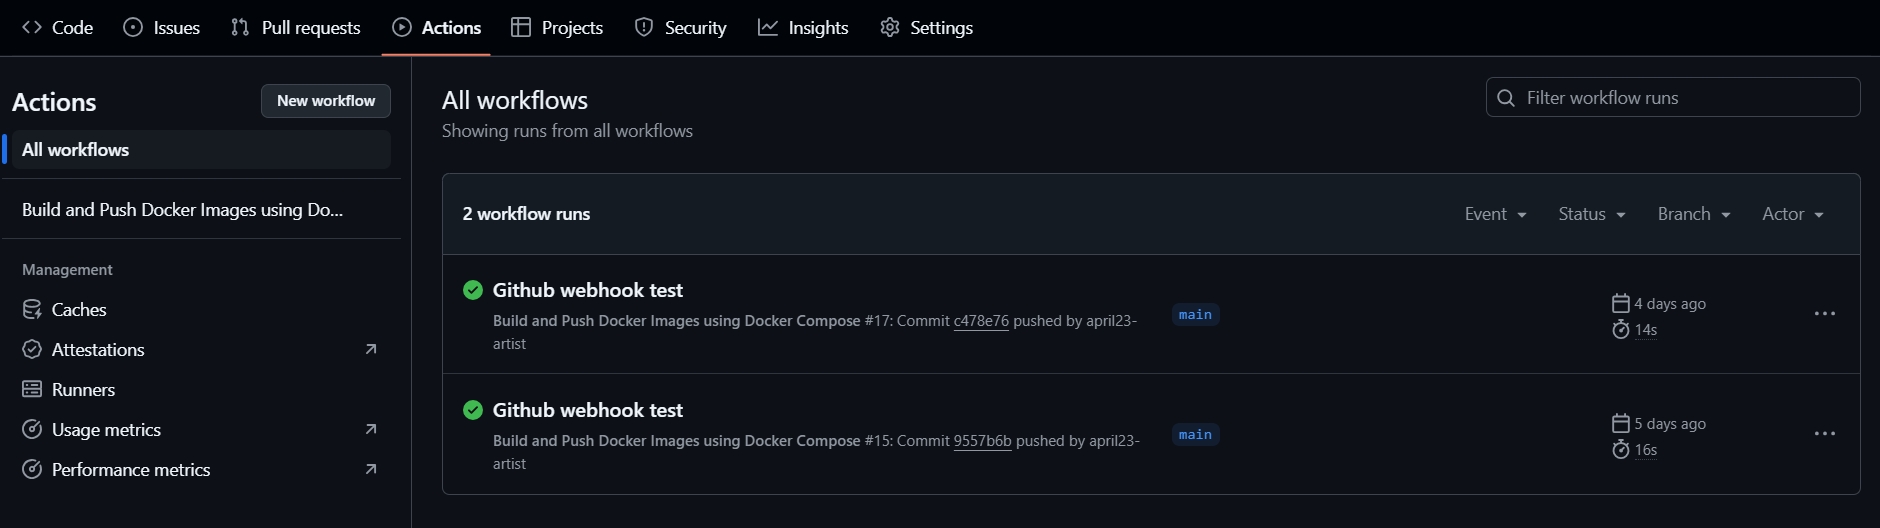 Code Issues Pull requests Actions Projects Security Insights Settings
Actions
New workflow
All workflows
Build and Push Docker Images using Do...
Management
Caches
Attestations
Runners
Usage metrics
Performance metrics
All workflows
Showing runs from all workflows
Filter workflow runs
2 workflow runs
Event Status Branch Actor
Github webhook test
Build and Push Docker Images using Docker Compose #17: Commit c478e76 pushed by april23-
artist
main
4 days ago
14s
Github webhook test
Build and Push Docker Images using Docker Compose #15: Commit 9557b6b pushed by april23-
artist
main
5 days ago
16s